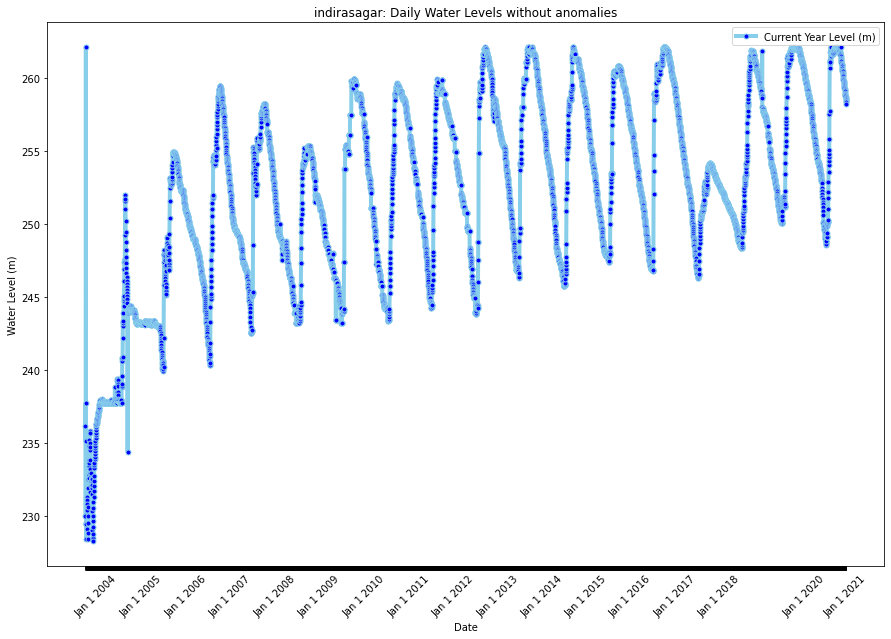 indirasagar: Daily Water Levels without anomalies
Current Year Level (m)
Water Level (m)
260
255
250
245
240
235
230
Jan 1 2004
Jan 1 2005
Jan 1 2006
Jan 1 2007
Jan 1 2008
Jan 1 2009
Jan 1 2010
Jan 1 2011
Jan 1 2012
Jan 1 2013
Jan 1 2014
Jan 1 2015
Jan 1 2016
Jan 1 2017
Jan 1 2018
Jan 1 2020
Jan 1 2021
Date